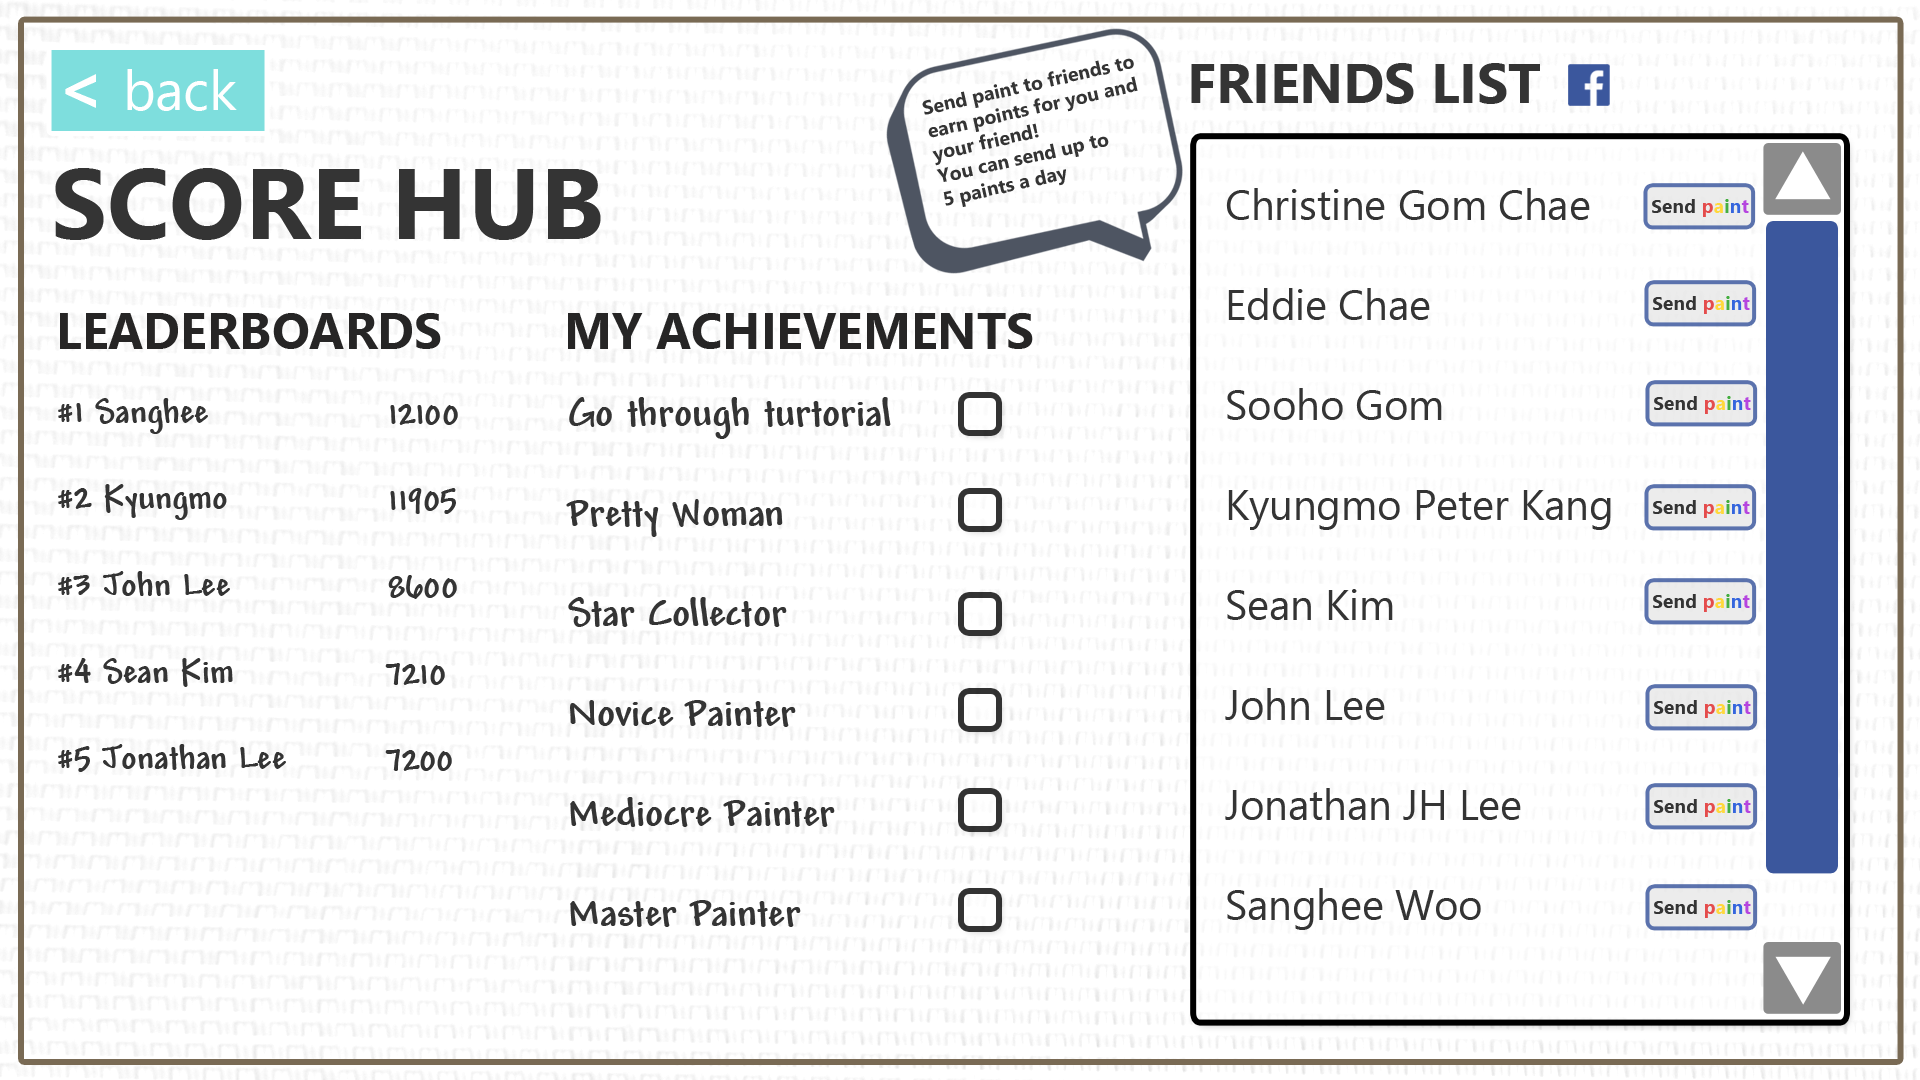 < back
SCORE HUB
Send paint to friends to
earn points for you and
your friend!
You can send up to
5 paints a day
LEADERBOARDS
#1 Sanghee 12100
#2 Kyungmo 11905
#3 John Lee 8600
#4 Sean Kim 7210
#5 Jonathan Lee 7200
MY ACHIEVEMENTS
Go through turtorial
Pretty Woman
Star Collector
Novice Painter
Mediocre Painter
Master Painter
FRIENDS LIST f
Christine Gom Chae Send paint
Eddie Chae Send paint
Sooho Gom Send paint
Kyungmo Peter Kang Send paint
Sean Kim Send paint
John Lee Send paint
Jonathan JH Lee Send paint
Sanghee Woo Send paint